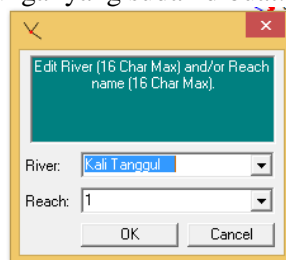 Edit River (16 Char Max) and/or Reach
name (16 Char Max).
River: Kali Tanggul
Reach: 1
OK Cancel